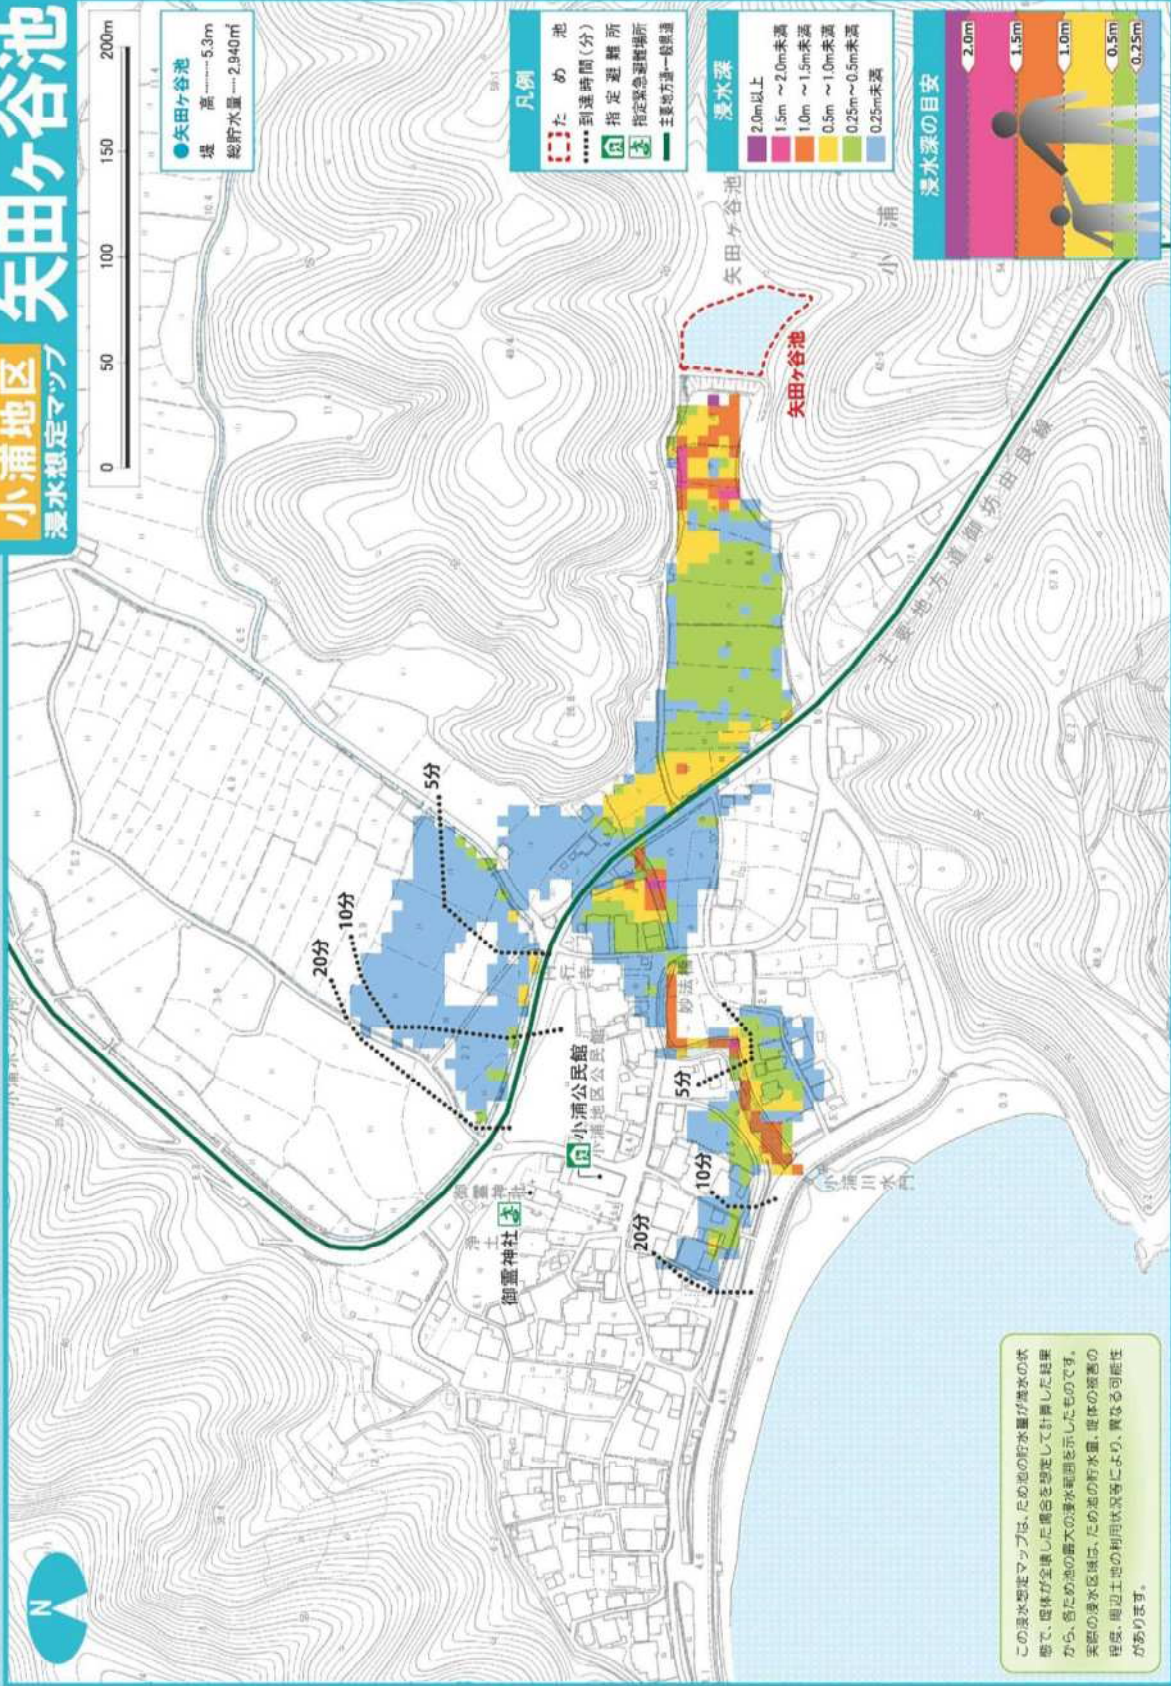 小浦地区
浸水想定マップ
矢田ヶ谷池
0 50 100 150 200m
●矢田ヶ谷池
堤 高‥‥‥5.3m
総貯水量‥‥2,940㎥
凡例
ため池
到達時間(分)
指定避難所
指定緊急避難場所
主要地方道・一般県道
浸水深
2.0m以上
1.5m ～2.0m未満
1.0m ～1.5m未満
0.5m ～1.0m未満
0.25m～0.5m未満
0.25m未満
浸水深の目安
2.0m
1.5m
1.0m
0.5m
0.25m
N
矢田ヶ谷池
矢田ヶ谷池
小浦
主要地方道御坊由良線
5分
10分
20分
円行寺
妙法橋
小浦公民館
小浦地区公民館
御霊神社
御霊神社
浄土
5分
10分
20分
小浦川水門
この浸水想定マップは、ため池の貯水量が満水の状
態で、堤体が全壊した場合を想定して計算した結果
から、各ため池の最大の浸水範囲を示したものです。
実際の浸水区域は、ため池の貯水量、堤体の被害の
程度、周辺土地の利用状況等により、異なる可能性
があります。